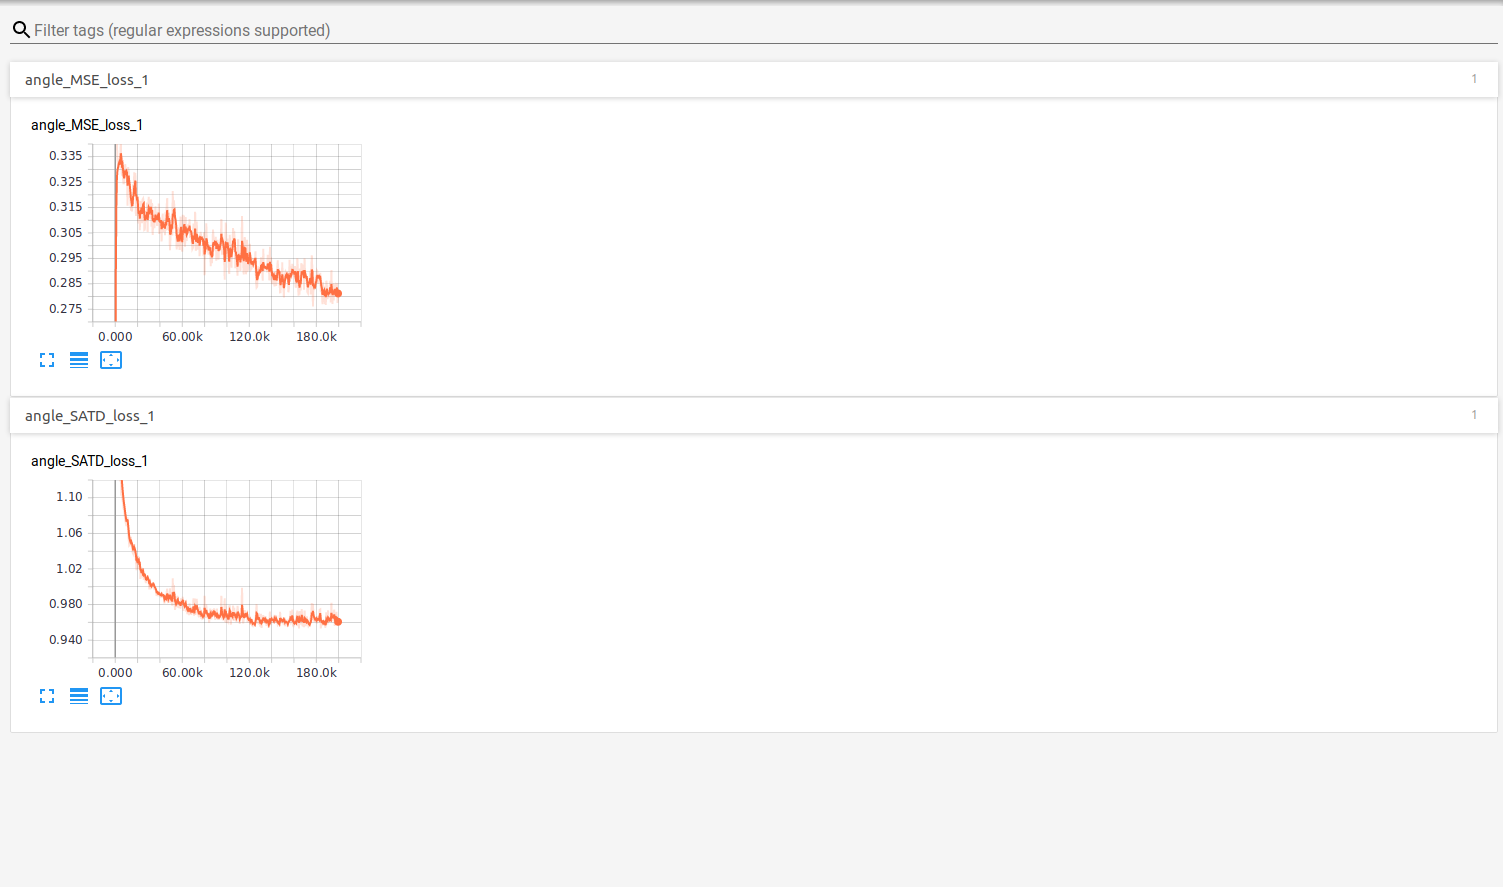 Filter tags (regular expressions supported)
angle_MSE_loss_1 1
angle_MSE_loss_1
0.335
0.325
0.315
0.305
0.295
0.285
0.275
0.000 60.00k 120.0k 180.0k
angle_SATD_loss_1 1
angle_SATD_loss_1
1.10
1.06
1.02
0.980
0.940
0.000 60.00k 120.0k 180.0k